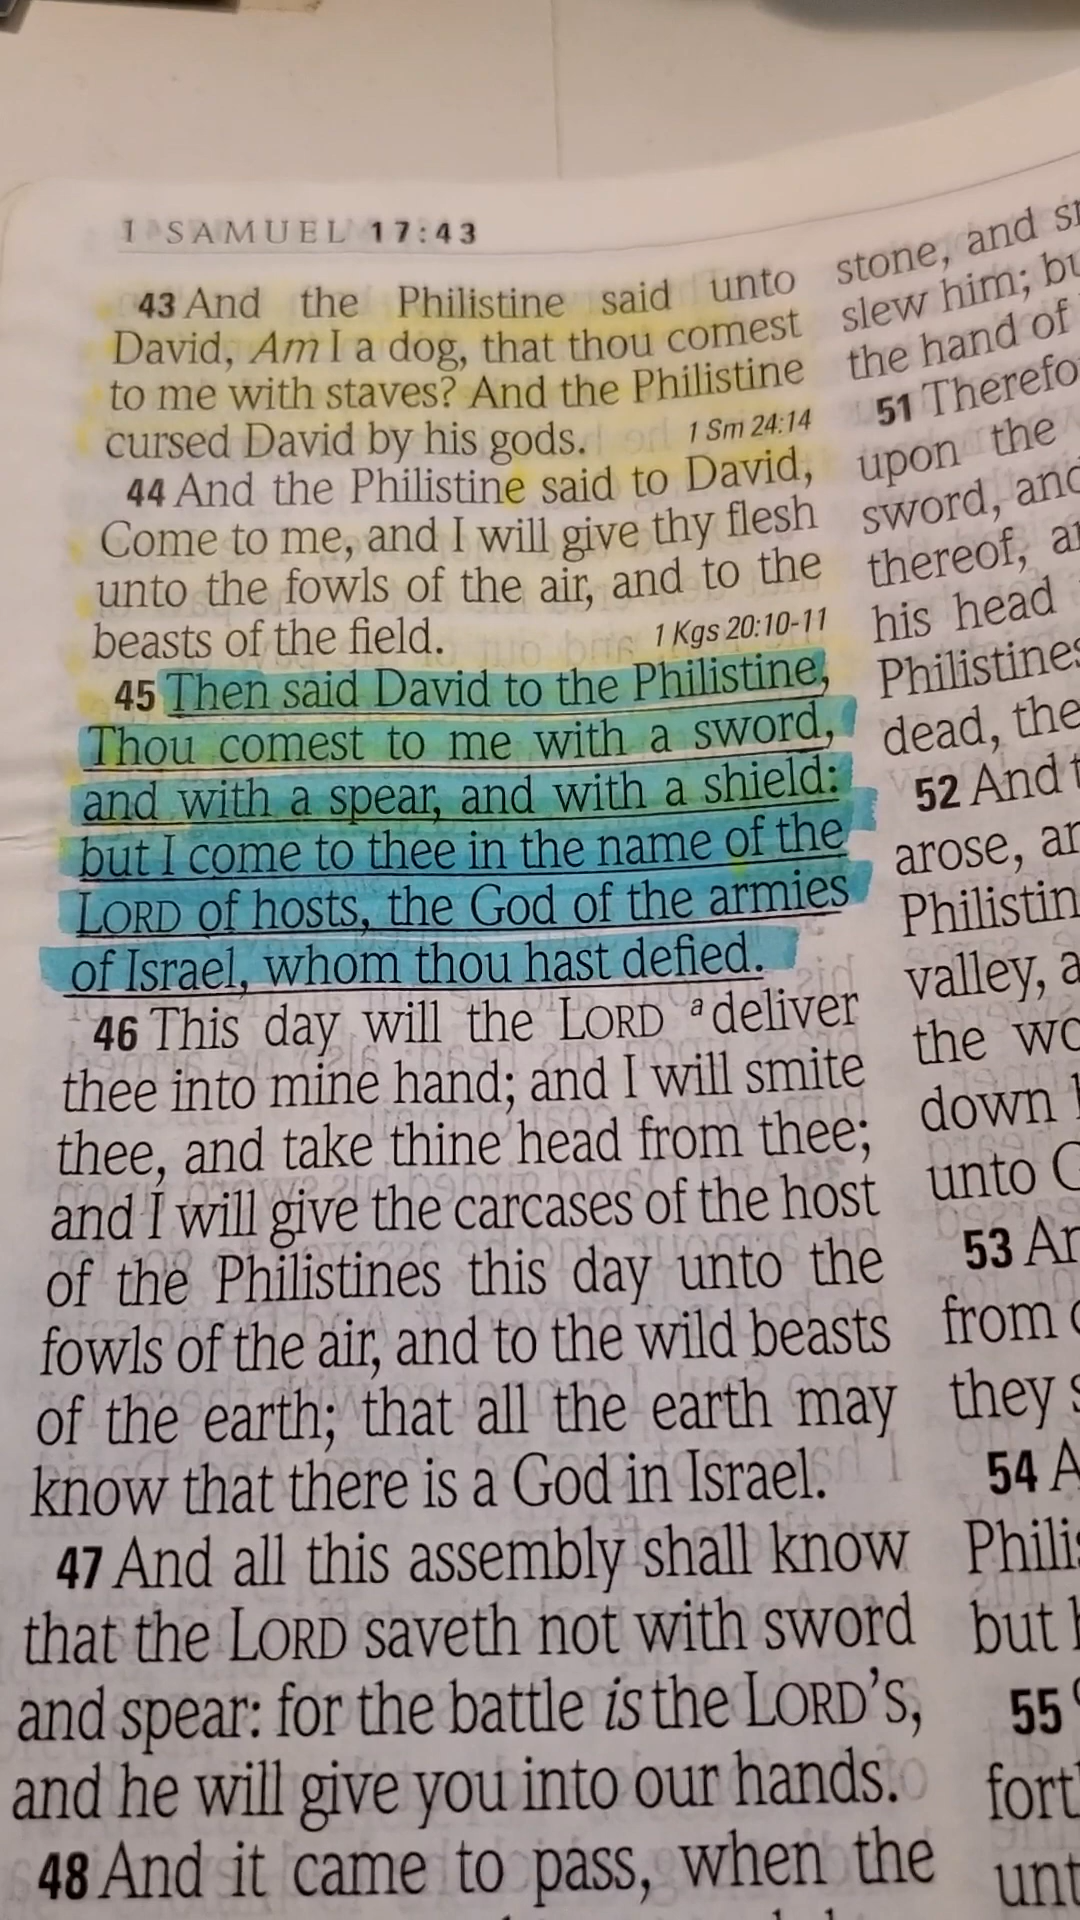 1 SAMUEL 17:43
43 And the Philistine said unto
David, Am I a dog, that thou comest
to me with staves? And the Philistine
cursed David by his gods. 1 Sm 24:14
44 And the Philistine said to David,
Come to me, and I will give thy flesh
unto the fowls of the air, and to the
beasts of the field. 1 Kgs 20:10-11
45 Then said David to the Philistine,
Thou comest to me with a sword,
and with a spear, and with a shield:
but I come to thee in the name of the
LORD of hosts, the God of the armies
of Israel, whom thou hast defied.
46 This day will the LORD a deliver
thee into mine hand; and I will smite
thee, and take thine head from thee;
and I will give the carcases of the host
of the Philistines this day unto the
fowls of the air, and to the wild beasts
of the earth; that all the earth may
know that there is a God in Israel.
47 And all this assembly shall know
that the LORD saveth not with sword
and spear: for the battle is the LORD'S,
and he will give you into our hands.
48 And it came to pass, when the
stone, and
slew him;
the hand of
51
upon the
sword,
thereof,
his head
dead, the
52 And
arose,
valley,
the
down
unto
53
from
they
54
but
55